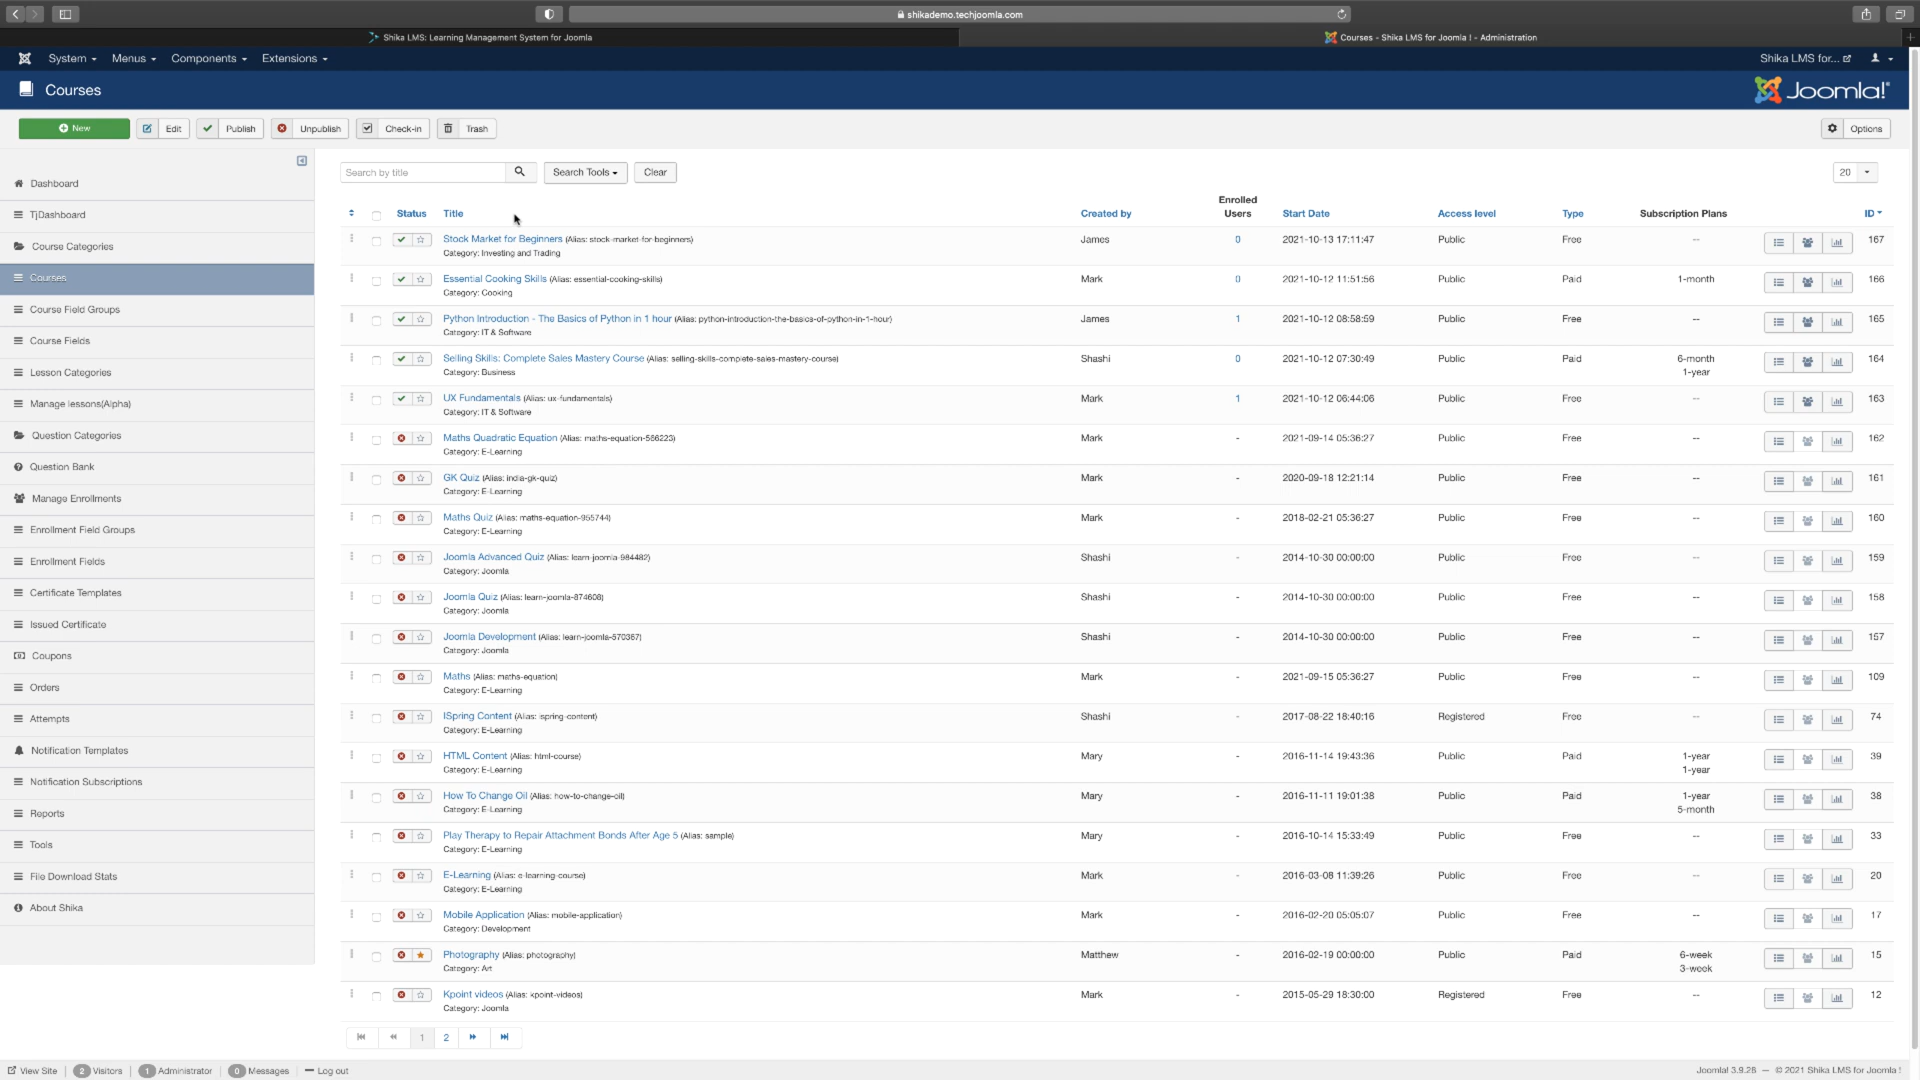 shikademo.techjoomla.com
Shika LMS: Learning Management System for Joomla
Courses - Shika LMS for Joomla ! - Administration
System Menus Components Extensions Shika LMS for...
Courses Joomla!
New Edit Publish Unpublish Check-in Trash Options
Search by title Search Tools Clear 20
Dashboard
TjDashboard
Course Categories
Courses
Course Field Groups
Course Fields
Lesson Categories
Manage lessons(Alpha)
Question Categories
Question Bank
Manage Enrollments
Enrollment Field Groups
Enrollment Fields
Certificate Templates
Issued Certificate
Coupons
Orders
Attempts
Notification Templates
Notification Subscriptions
Reports
Tools
File Download Stats
About Shika
Status Title Created by Enrolled Users Start Date Access level Type Subscription Plans ID
Stock Market for Beginners (Alias: stock-market-for-beginners) James 0 2021-10-13 17:11:47 Public Free -- 167
Category: Investing and Trading
Essential Cooking Skills (Alias: essential-cooking-skills) Mark 0 2021-10-12 11:51:56 Public Paid 1-month 166
Category: Cooking
Python Introduction - The Basics of Python in 1 hour (Alias: python-introduction-the-basics-of-python-in-1-hour) James 1 2021-10-12 08:58:59 Public Free -- 165
Category: IT & Software
Selling Skills: Complete Sales Mastery Course (Alias: selling-skills-complete-sales-mastery-course) Shashi 0 2021-10-12 07:30:49 Public Paid 6-month 164
Category: Business 1-year
UX Fundamentals (Alias: ux-fundamentals) Mark 1 2021-10-12 06:44:06 Public Free -- 163
Category: IT & Software
Maths Quadratic Equation (Alias: maths-equation-566223) Mark - 2021-09-14 05:36:27 Public Free -- 162
Category: E-Learning
GK Quiz (Alias: india-gk-quiz) Mark - 2020-09-18 12:21:14 Public Free -- 161
Category: E-Learning
Maths Quiz (Alias: maths-equation-955744) Mark - 2018-02-21 05:36:27 Public Free -- 160
Category: E-Learning
Joomla Advanced Quiz (Alias: learn-joomla-984482) Shashi - 2014-10-30 00:00:00 Public Free -- 159
Category: Joomla
Joomla Quiz (Alias: learn-joomla-874608) Shashi - 2014-10-30 00:00:00 Public Free -- 158
Category: Joomla
Joomla Development (Alias: learn-joomla-570367) Shashi - 2014-10-30 00:00:00 Public Free -- 157
Category: Joomla
Maths (Alias: maths-equation) Mark - 2021-09-15 05:36:27 Public Free -- 109
Category: E-Learning
ISpring Content (Alias: ispring-content) Shashi - 2017-08-22 18:40:16 Registered Free -- 74
Category: E-Learning
HTML Content (Alias: html-course) Mary - 2016-11-14 19:43:36 Public Paid 1-year 39
Category: E-Learning 1-year
How To Change Oil (Alias: how-to-change-oil) Mary - 2016-11-11 19:01:38 Public Paid 1-year 38
Category: E-Learning 5-month
Play Therapy to Repair Attachment Bonds After Age 5 (Alias: sample) Mary - 2016-10-14 15:33:49 Public Free -- 33
Category: E-Learning
E-Learning (Alias: e-learning-course) Mark - 2016-03-08 11:39:26 Public Free -- 20
Category: E-Learning
Mobile Application (Alias: mobile-application) Mark - 2016-02-20 05:05:07 Public Free -- 17
Category: Development
Photography (Alias: photography) Matthew - 2016-02-19 00:00:00 Public Paid 6-week 15
Category: Art 3-week
Kpoint videos (Alias: kpoint-videos) Mark - 2015-05-29 18:30:00 Registered Free -- 12
Category: Joomla
1 2
View Site 2 Visitors 1 Administrator 0 Messages Log out Joomla! 3.9.28 — © 2021 Shika LMS for Joomla !